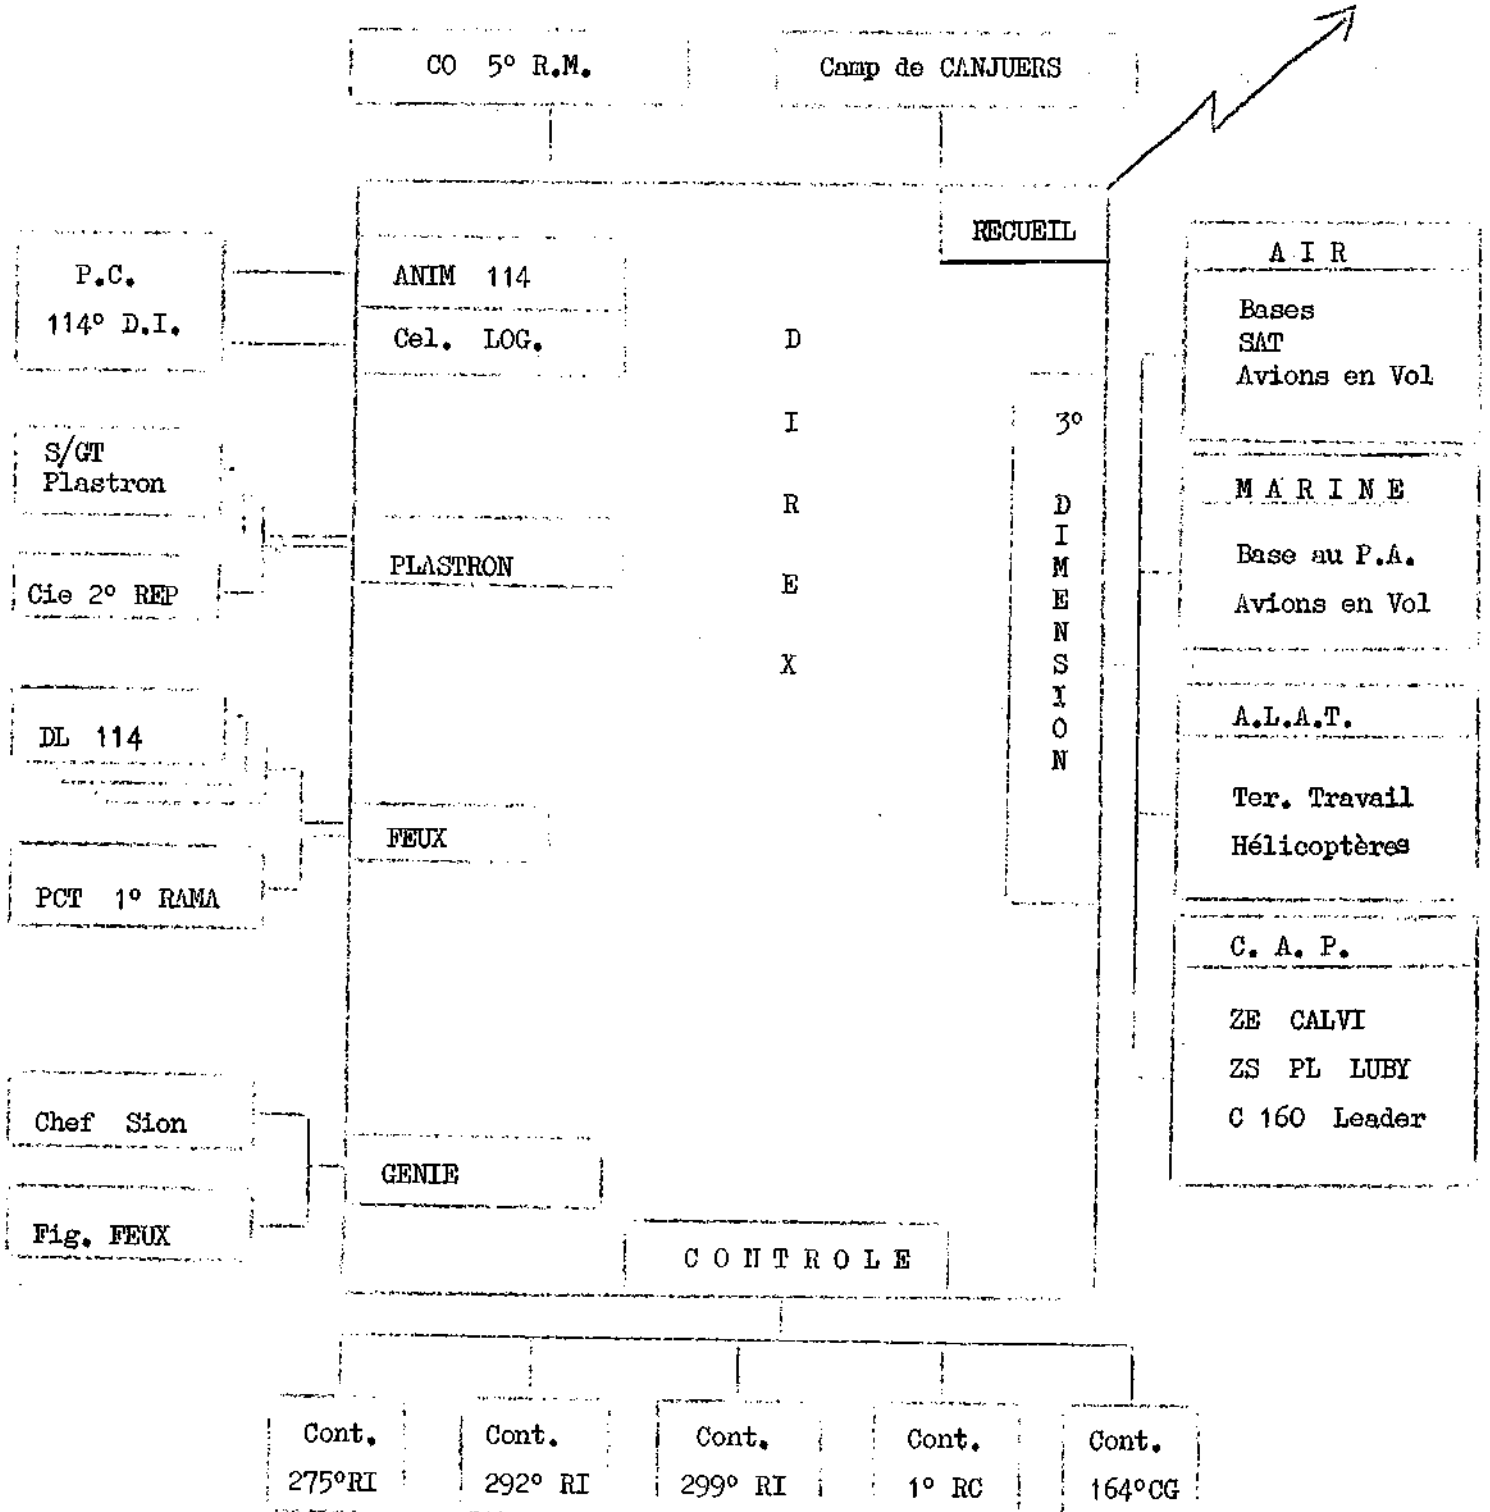 CO 5° R.M.
Camp de CANJUERS
RECUEIL
P.C.
114° D.I.
ANIM 114
Cel. LOG.
S/GT
Plastron
Cie 2° REP
PLASTRON
DL 114
PCT 1° RAMA
FEUX
Chef Sion
Fig. FEUX
GENIE
D
I
R
E
X
3°
D
I
M
E
N
S
I
O
N
A I R
Bases
SAT
Avions en Vol
M A R I N E
Base au P.A.
Avions en Vol
A.L.A.T.
Ter. Travail
Hélicoptères
C. A. P.
ZE CALVI
ZS PL LUBY
C 160 Leader
C O N T R O L E
Cont.
275°RI
Cont.
292° RI
Cont.
299° RI
Cont.
1° RC
Cont.
164°CG